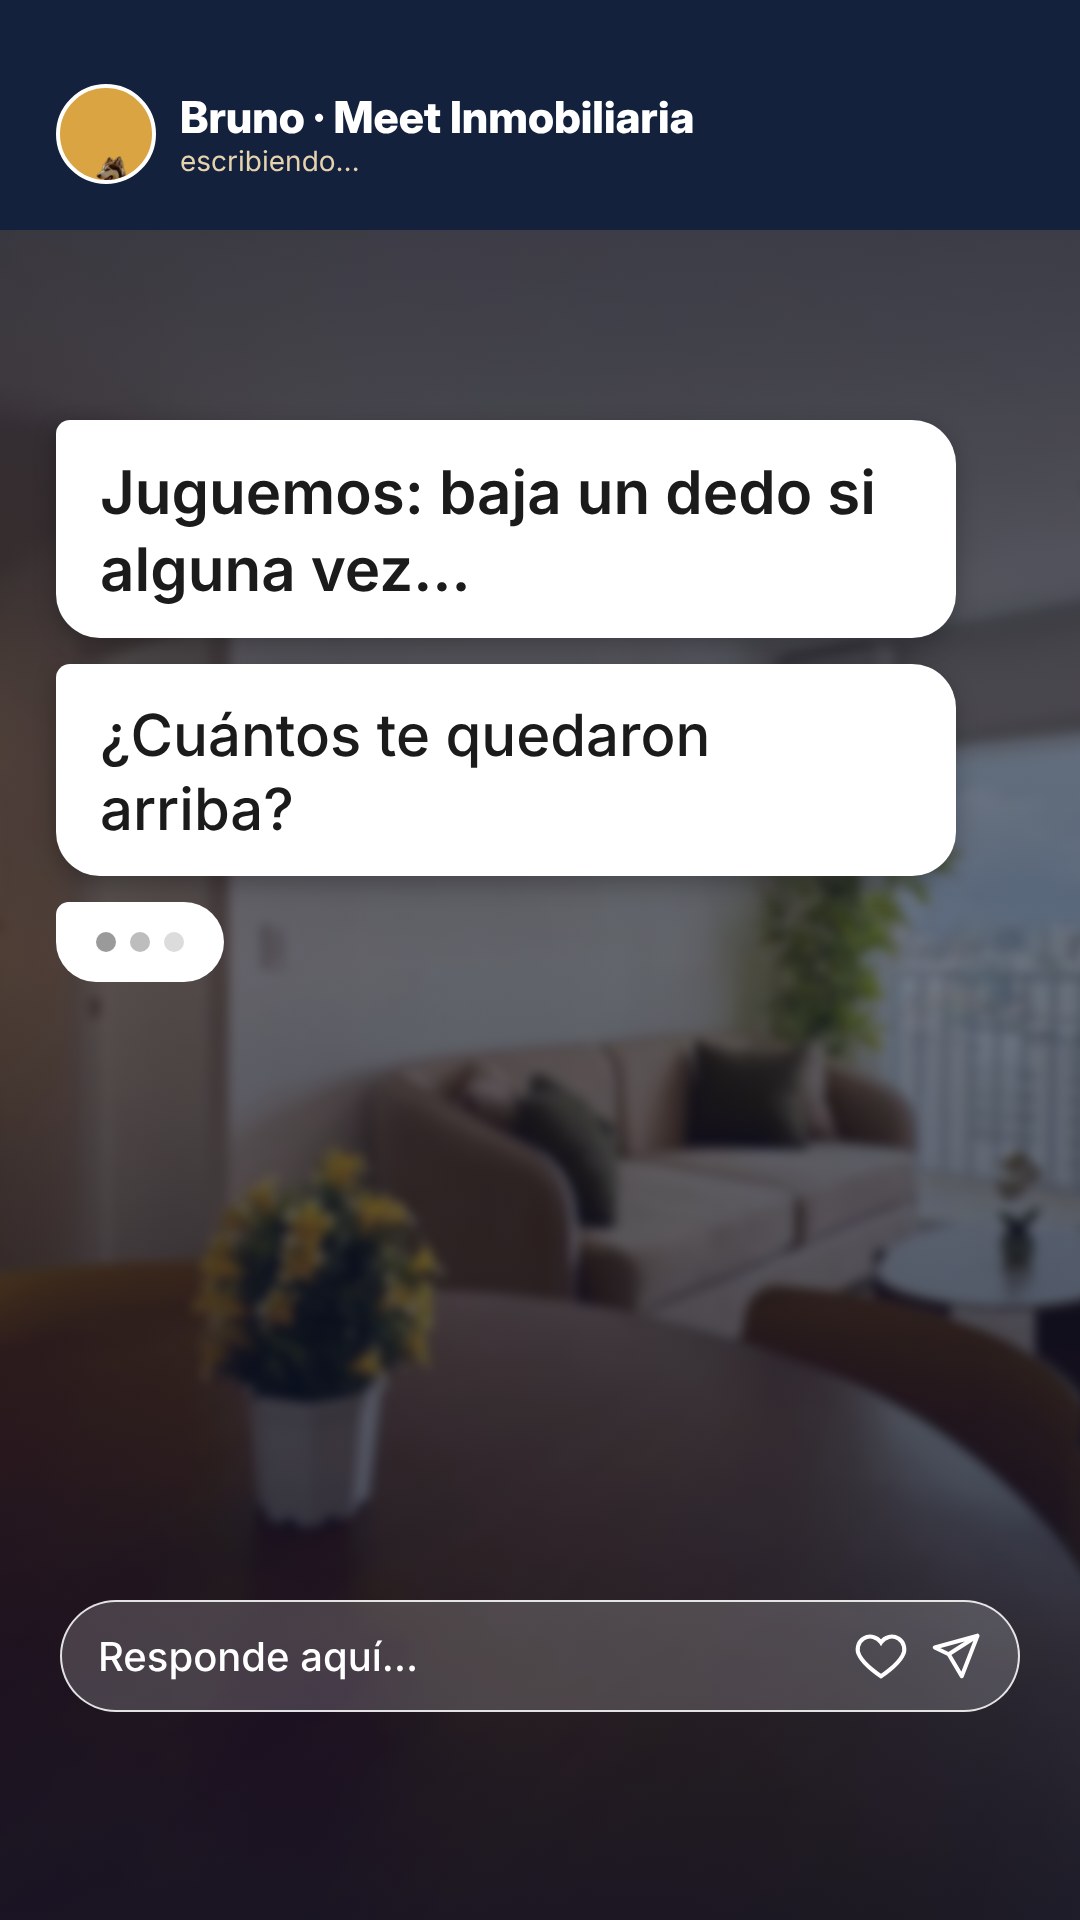 Bruno · Meet Inmobiliaria
escribiendo...
Juguemos: baja un dedo si
alguna vez...
¿Cuántos te quedaron
arriba?
Responde aquí...